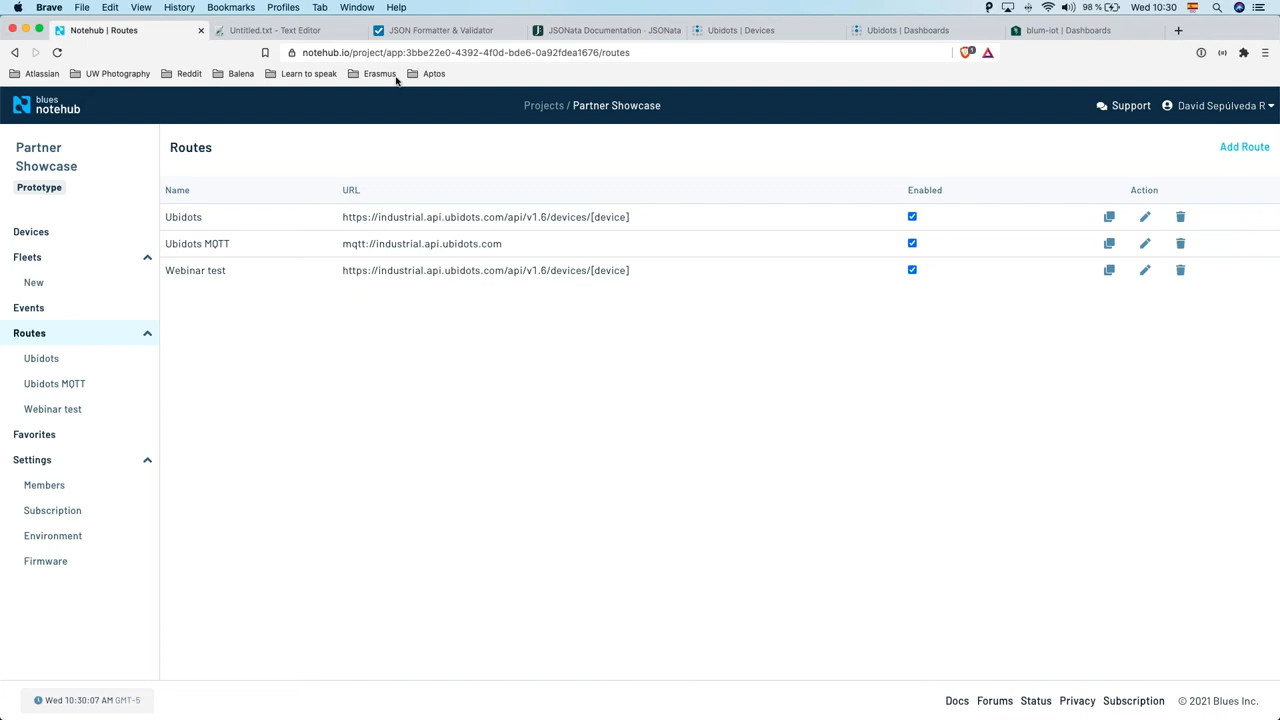 Brave File Edit View History Bookmarks Profiles Tab Window Help 98 % Wed 10:30
Notehub | Routes Untitled.txt - Text Editor JSON Formatter & Validator JSONata Documentation · JSONata Ubidots | Devices Ubidots | Dashboards blum-iot | Dashboards
notehub.io/project/app:3bbe22e0-4392-4f0d-bde6-0a92fdea1676/routes 1
Atlassian UW Photography Reddit Balena Learn to speak Erasmus Aptos
blues
notehub
Projects / Partner Showcase
Support David Sepúlveda R
Partner
Showcase
Prototype
Devices
Fleets
New
Events
Routes
Ubidots
Ubidots MQTT
Webinar test
Favorites
Settings
Members
Subscription
Environment
Firmware
Routes Add Route
Name URL Enabled Action
Ubidots https://industrial.api.ubidots.com/api/v1.6/devices/[device]
Ubidots MQTT mqtt://industrial.api.ubidots.com
Webinar test https://industrial.api.ubidots.com/api/v1.6/devices/[device]
Wed 10:30:07 AM GMT-5
Docs Forums Status Privacy Subscription © 2021 Blues Inc.